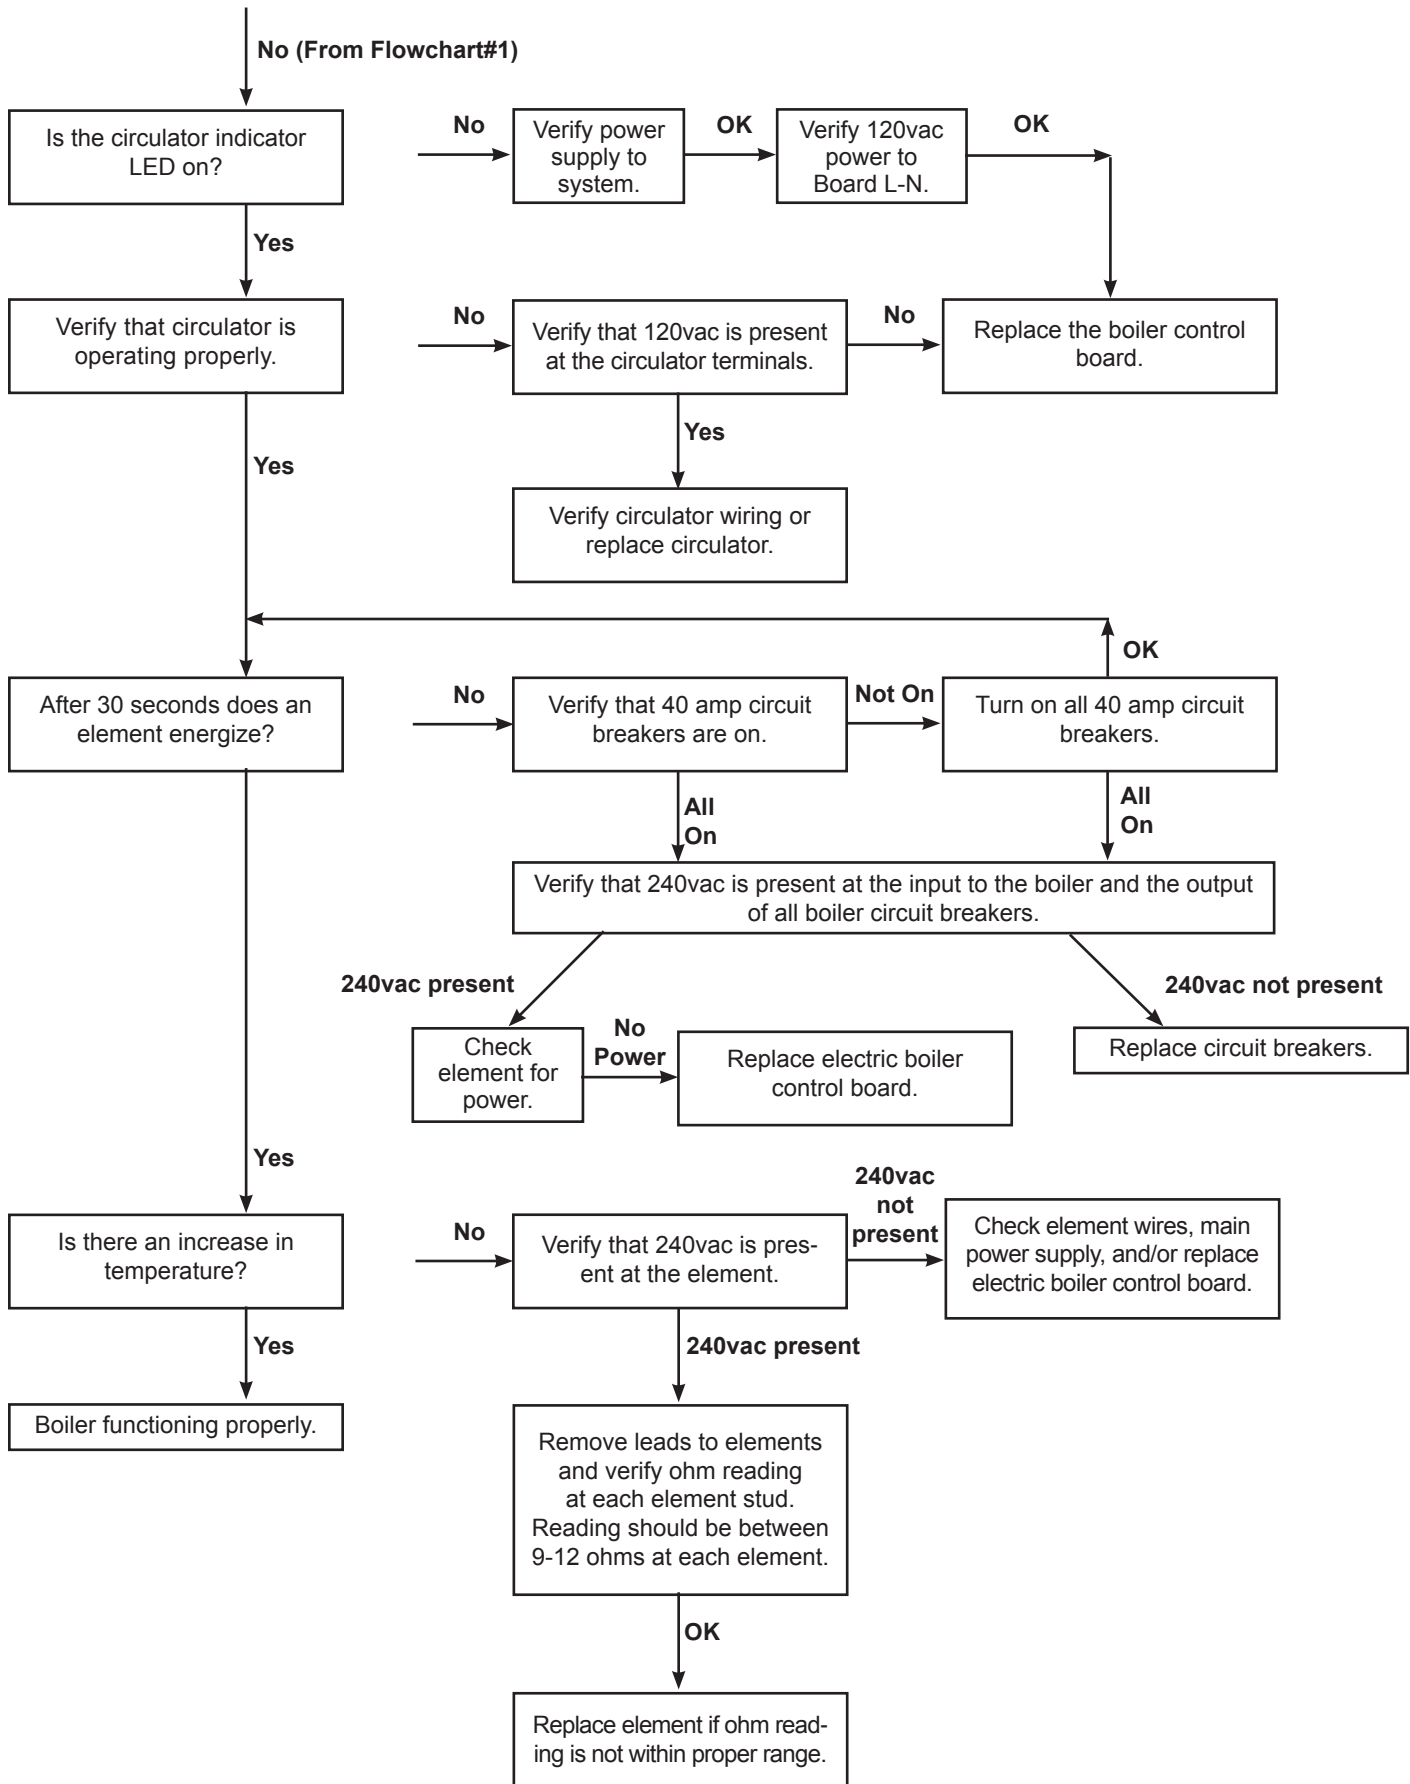 No (From Flowchart#1)
Is the circulator indicator
LED on?
No
Verify power
supply to
system.
OK
Verify 120vac
power to
Board L-N.
OK
Yes
Verify that circulator is
operating properly.
No
Verify that 120vac is present
at the circulator terminals.
No
Replace the boiler control
board.
Yes
Yes
Verify circulator wiring or
replace circulator.
OK
After 30 seconds does an
element energize?
No
Verify that 40 amp circuit
breakers are on.
Not On
Turn on all 40 amp circuit
breakers.
All
On
All
On
Verify that 240vac is present at the input to the boiler and the output
of all boiler circuit breakers.
240vac present
240vac not present
Check
element for
power.
No
Power
Replace electric boiler
control board.
Replace circuit breakers.
Yes
Is there an increase in
temperature?
No
Verify that 240vac is pres-
ent at the element.
240vac
not
present
Check element wires, main
power supply, and/or replace
electric boiler control board.
Yes
240vac present
Boiler functioning properly.
Remove leads to elements
and verify ohm reading
at each element stud.
Reading should be between
9-12 ohms at each element.
OK
Replace element if ohm read-
ing is not within proper range.